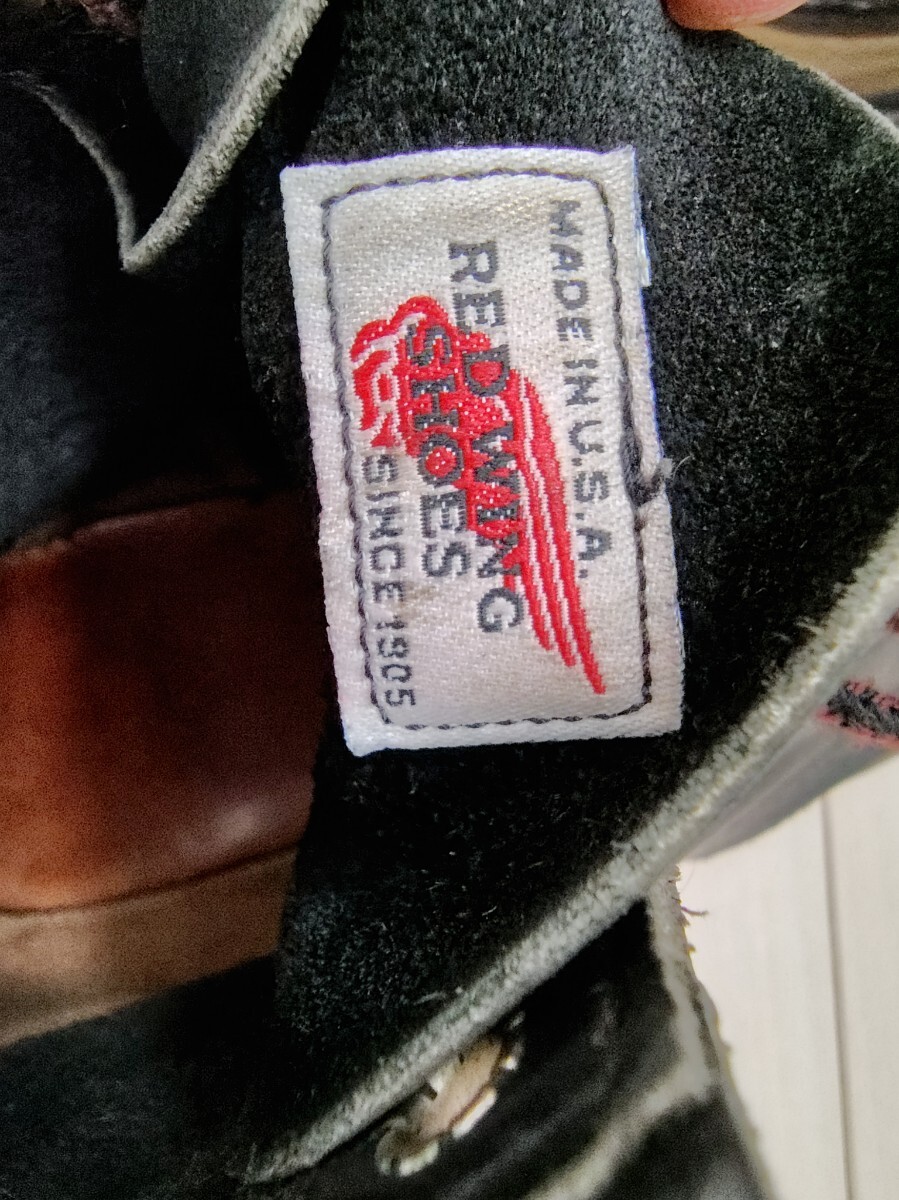 MADE IN U.S.A.
RED WING
SHOES
SINCE 1905